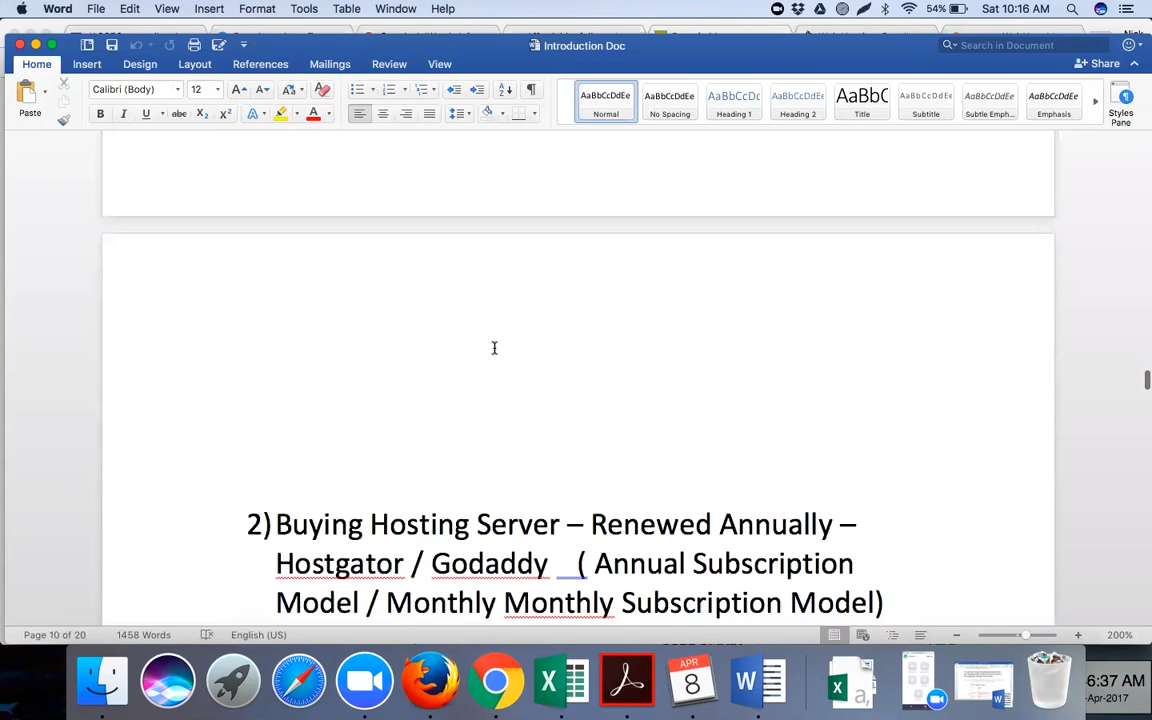 Word File Edit View Insert Format Tools Table Window Help 54% Sat 10:16 AM
Introduction Doc Search in Document
Home Insert Design Layout References Mailings Review View Share
Paste Calibri (Body) 12 AaBbCcDdEe AaBbCcDdEe AaBbCcDc AaBbCcDdEe AaBbC AaBbCcDdEe AaBbCcDdEe AaBbCcDdEe
Normal No Spacing Heading 1 Heading 2 Title Subtitle Subtle Emph... Emphasis Styles Pane
2) Buying Hosting Server – Renewed Annually –
Hostgator / Godaddy ( Annual Subscription
Model / Monthly Monthly Subscription Model)
Page 10 of 20 1458 Words English (US) 200%
APR
8
6:37 AM
-Apr-2017